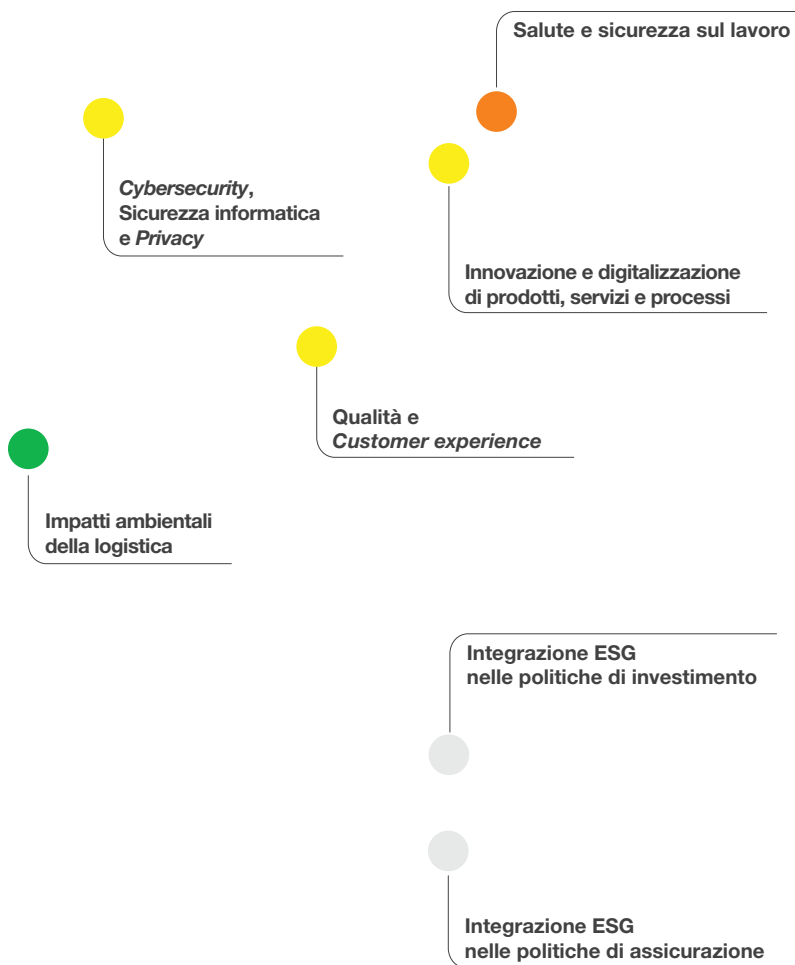 Salute e sicurezza sul lavoro
Cybersecurity,
Sicurezza informatica
e Privacy
Innovazione e digitalizzazione
di prodotti, servizi e processi
Qualità e
Customer experience
Impatti ambientali
della logistica
Integrazione ESG
nelle politiche di investimento
Integrazione ESG
nelle politiche di assicurazione